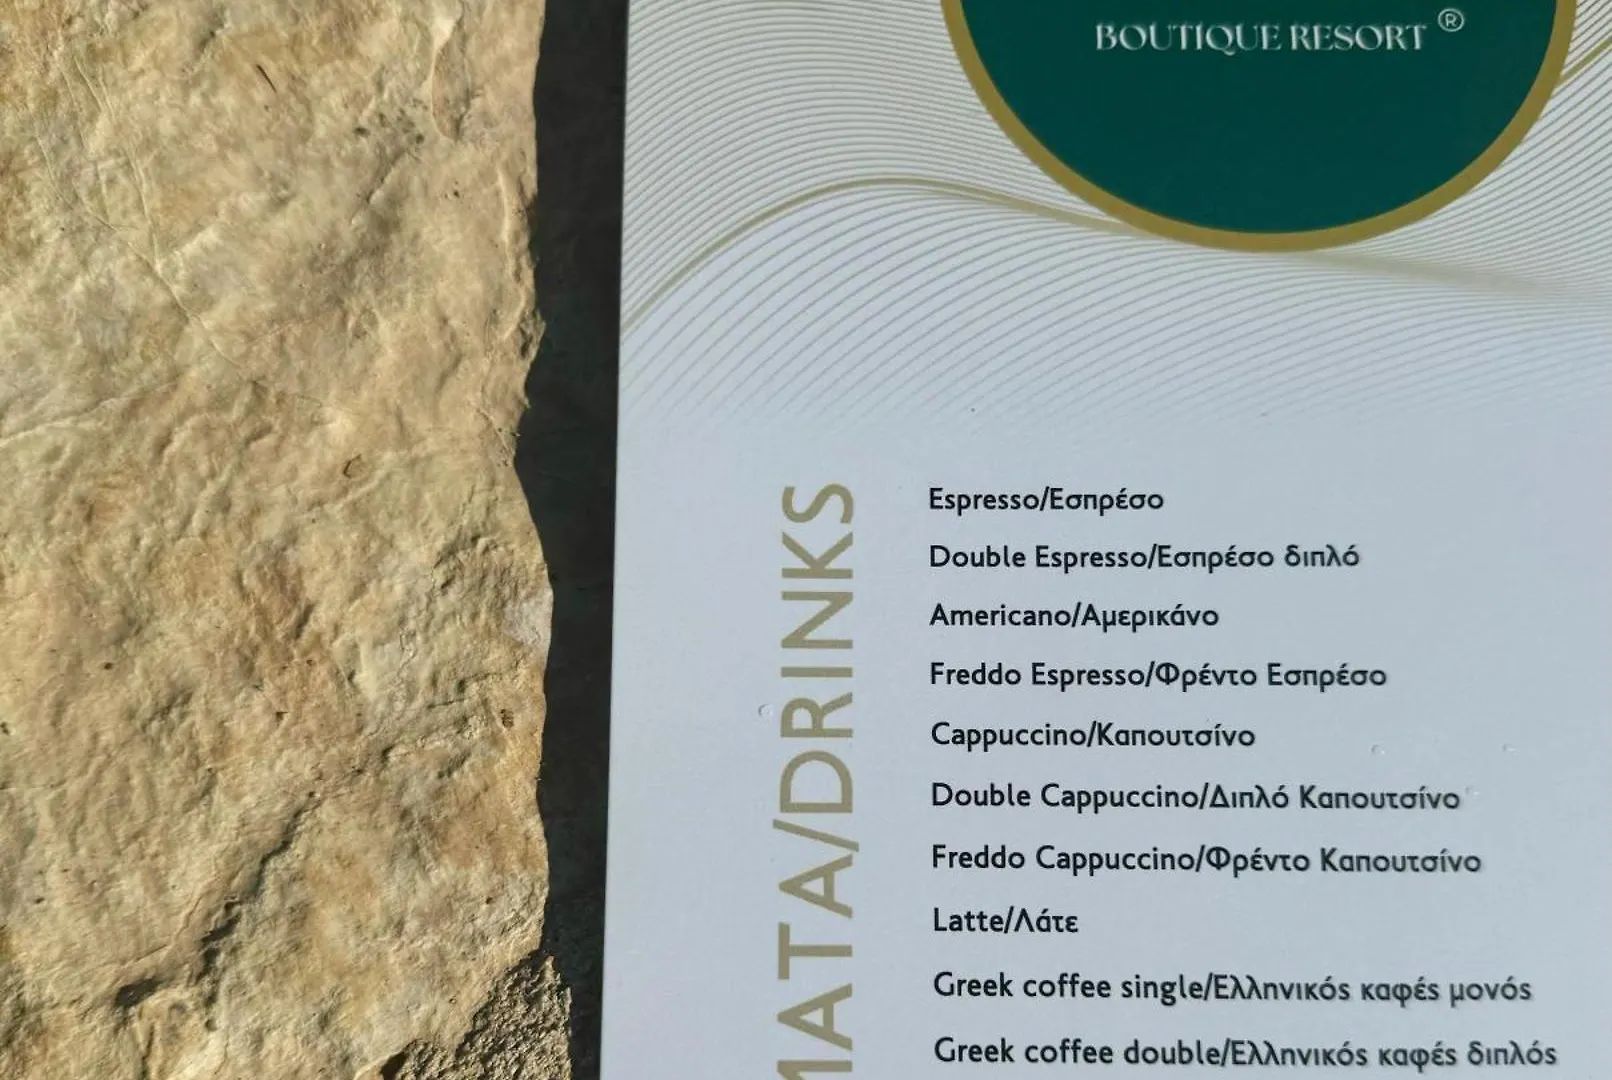 BOUTIQUE RESORT ®
ΜΑΤΑ/DRINKS
Espresso/Εσπρέσο
Double Espresso/Εσπρέσο διπλό
Americano/Αμερικάνο
Freddo Espresso/Φρέντο Εσπρέσο
Cappuccino/Καπουτσίνο
Double Cappuccino/Διπλό Καπουτσίνο
Freddo Cappuccino/Φρέντο Καπουτσίνο
Latte/Λάτε
Greek coffee single/Ελληνικός καφές μονός
Greek coffee double/Ελληνικός καφές διπλός